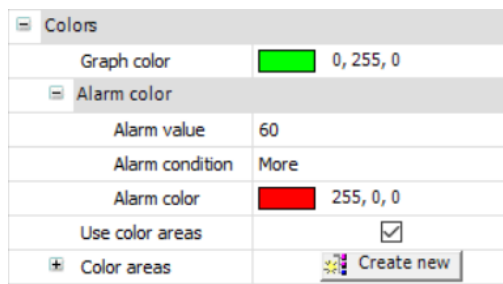 Colors
Graph color 0, 255, 0
Alarm color
Alarm value 60
Alarm condition More
Alarm color 255, 0, 0
Use color areas
Color areas Create new